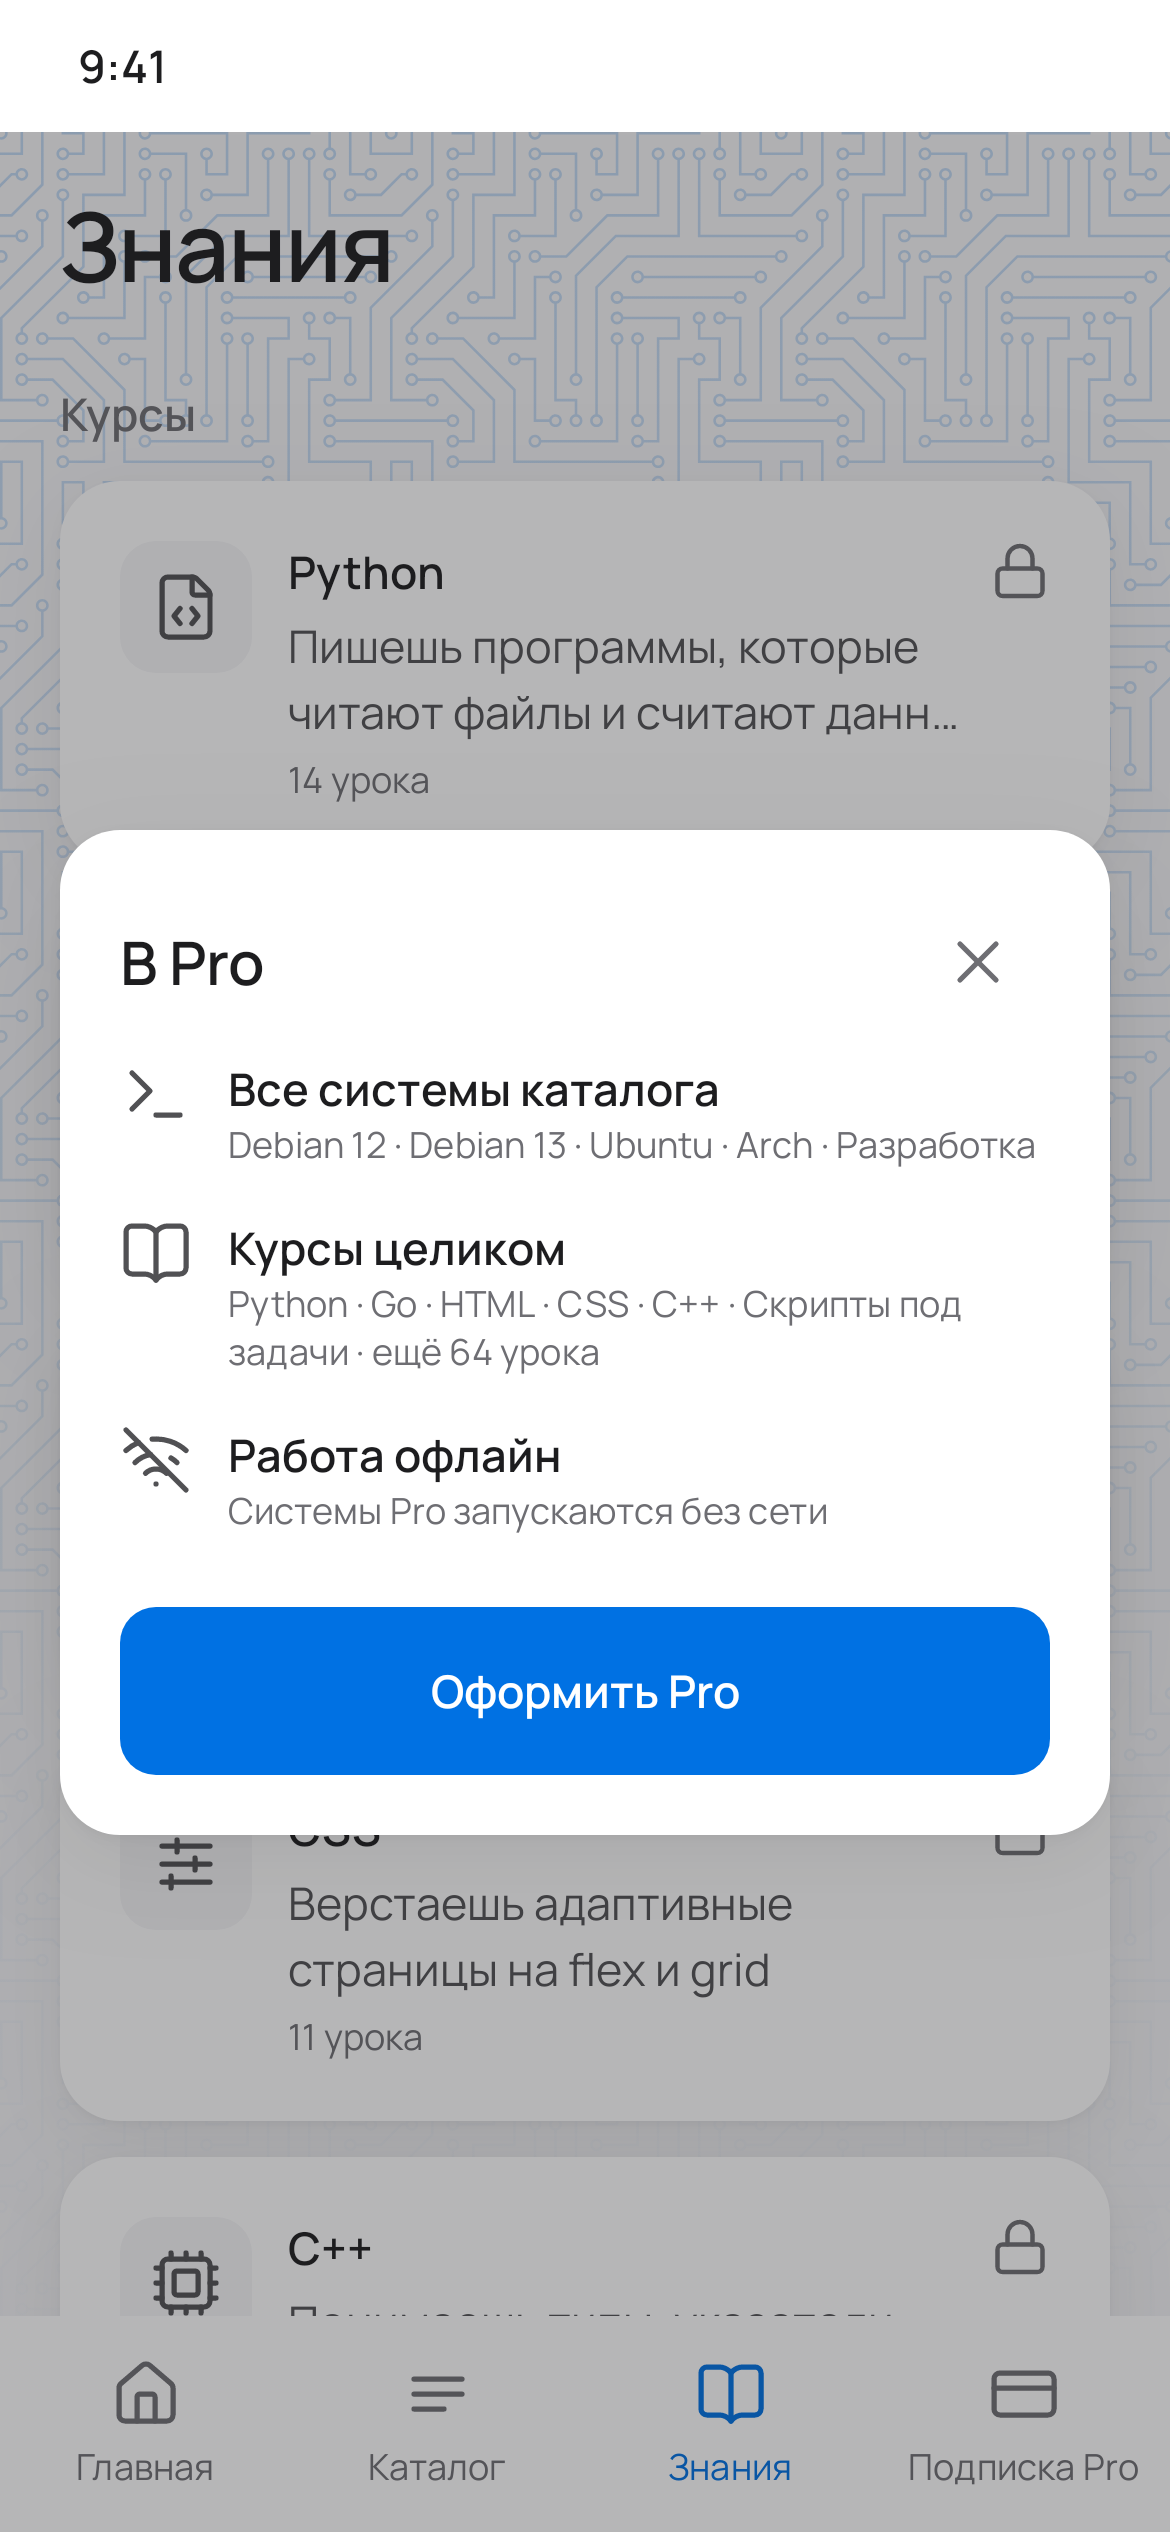 9:41
Знания
Курсы
Python
Пишешь программы, которые
читают файлы и считают данн...
14 урока
В Pro
Все системы каталога
Debian 12 · Debian 13 · Ubuntu · Arch · Разработка
Курсы целиком
Python · Go · HTML · CSS · C++ · Скрипты под
задачи · ещё 64 урока
Работа офлайн
Системы Pro запускаются без сети
Оформить Pro
CSS
Верстаешь адаптивные
страницы на flex и grid
11 урока
C++
Главная
Каталог
Знания
Подписка Pro